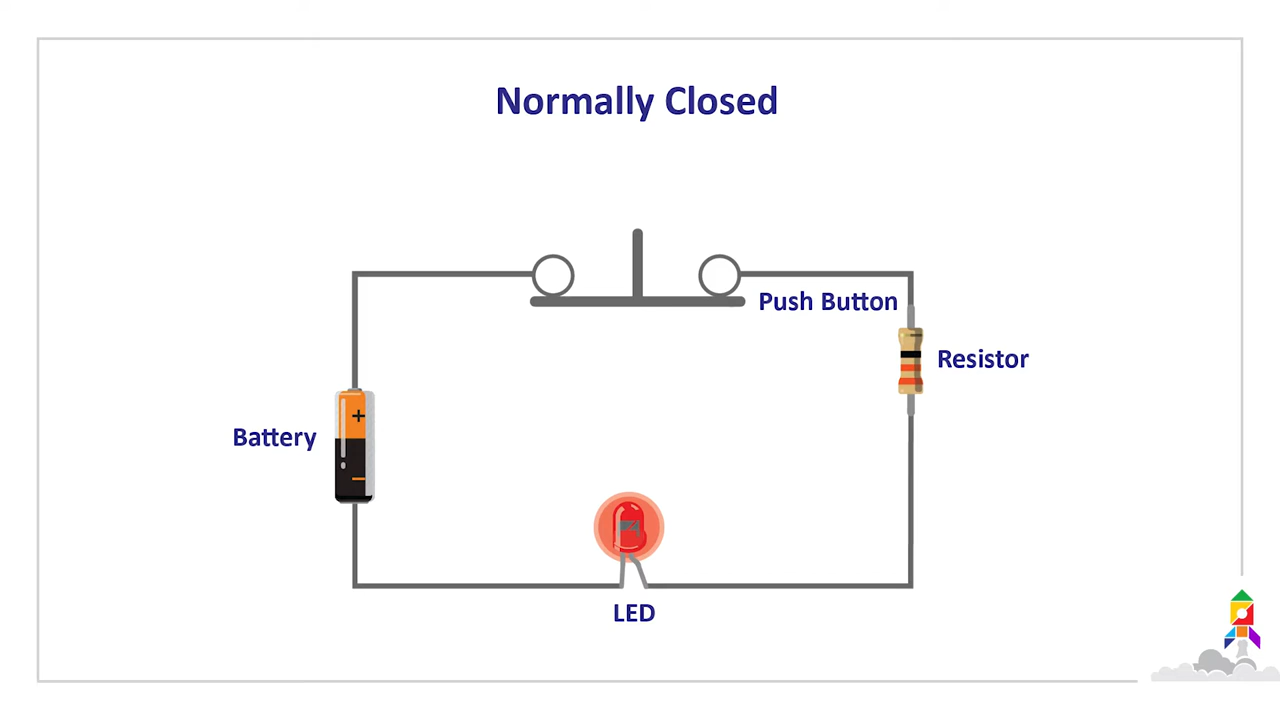 Normally Closed
Push Button
Resistor
Battery
+
−
LED